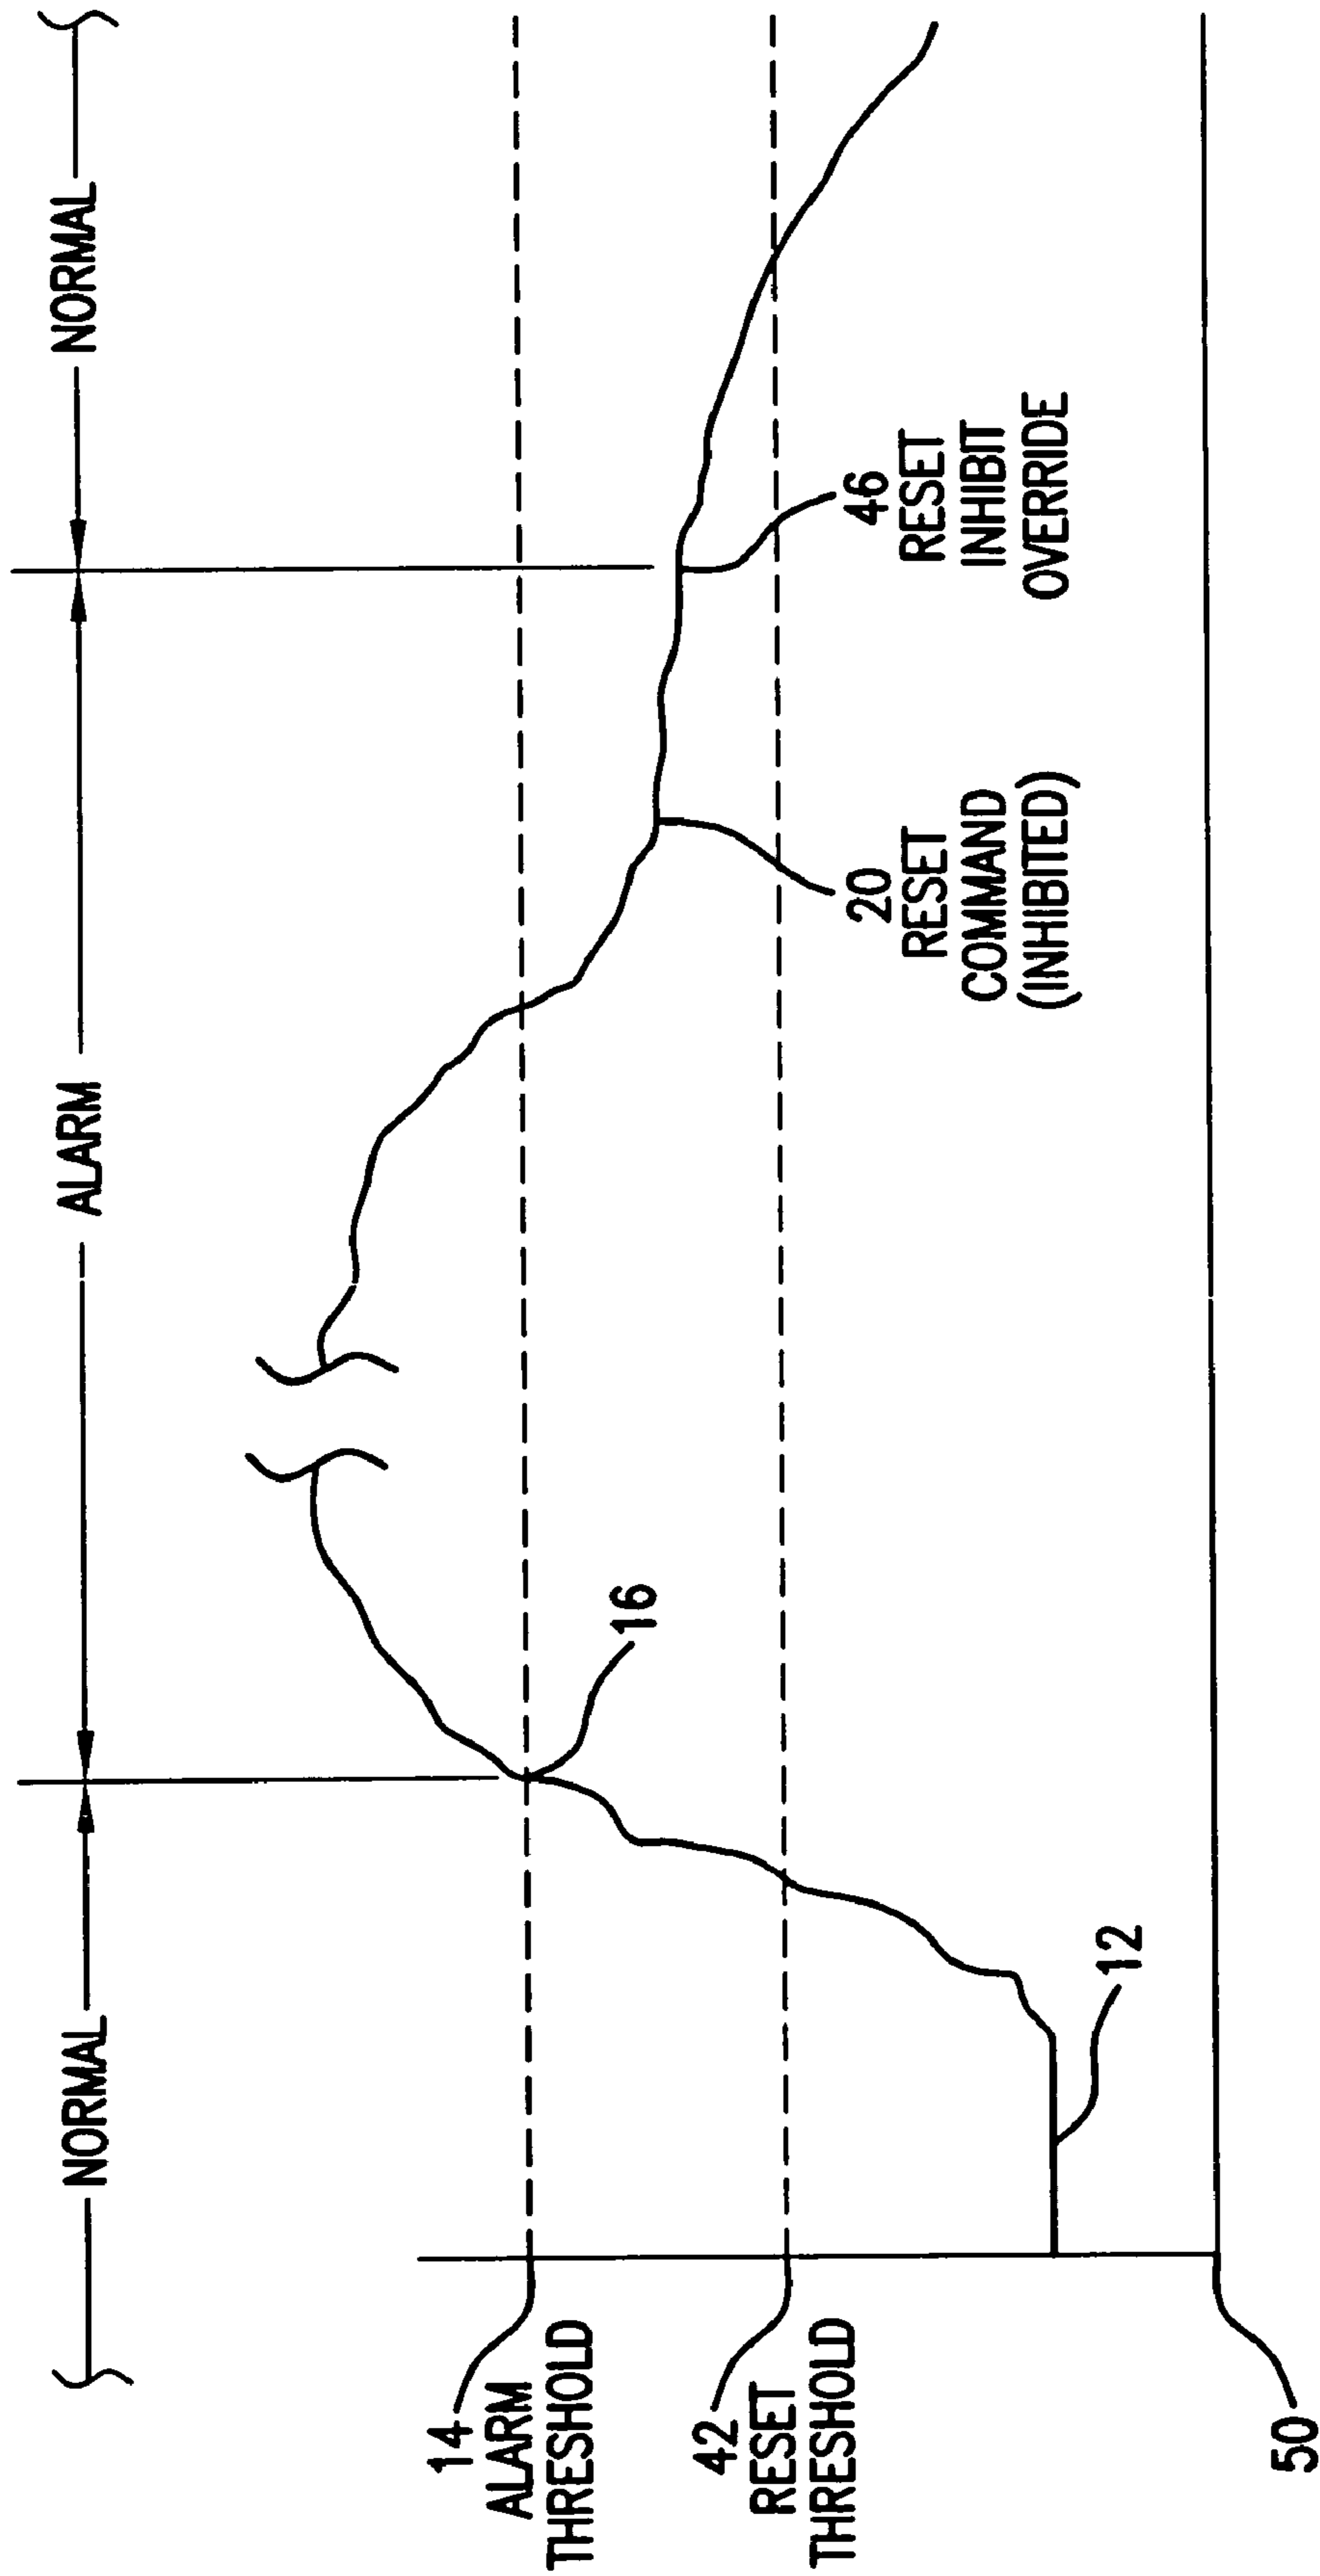 NORMAL
ALARM
NORMAL
14
ALARM
THRESHOLD
42
RESET
THRESHOLD
50
12
16
20
RESET
COMMAND
(INHIBITED)
46
RESET
INHIBIT
OVERRIDE